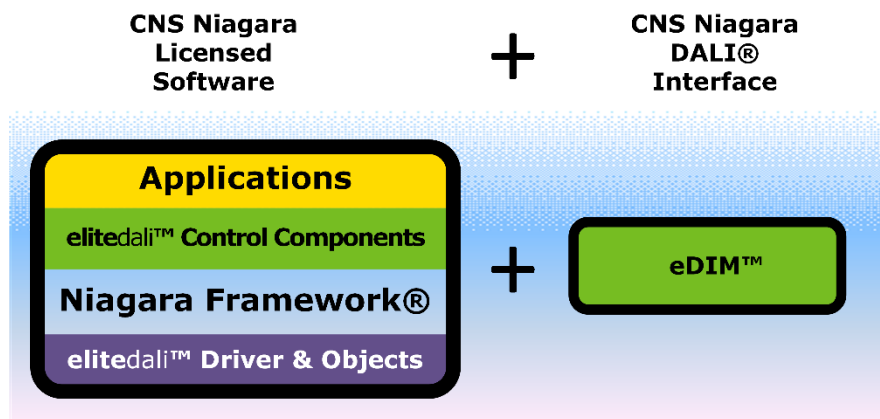 CNS Niagara
Licensed
Software
+
CNS Niagara
DALI®
Interface
Applications
elitedali™ Control Components
Niagara Framework®
elitedali™ Driver & Objects
+
eDIM™